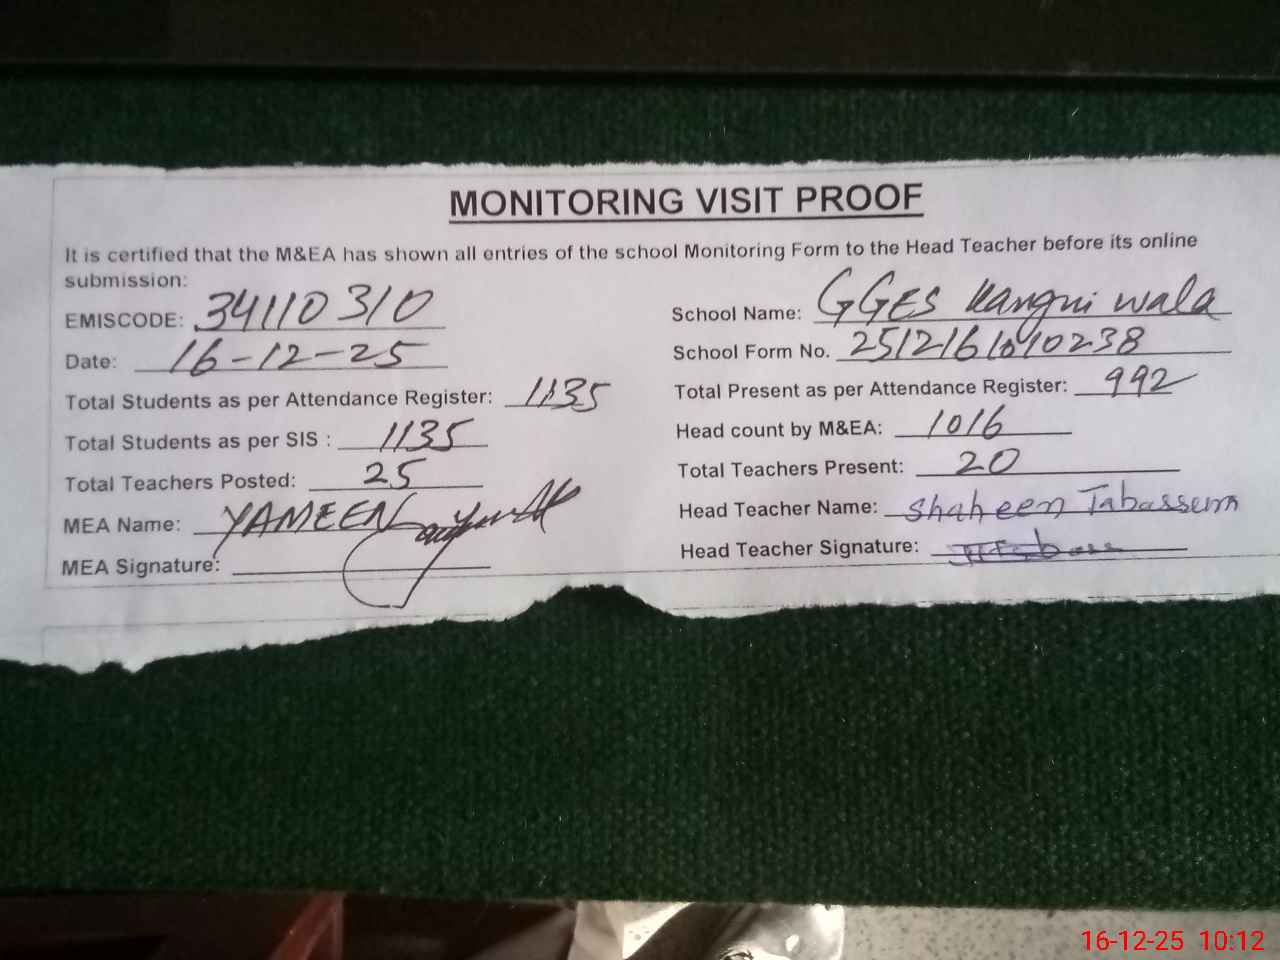 MONITORING VISIT PROOF
It is certified that the M&EA has shown all entries of the school Monitoring Form to the Head Teacher before its online
submission:
EMISCODE: 34110310 School Name: GGES Kangni wala
Date: 16-12-25 School Form No. 251216101010238
Total Students as per Attendance Register: 1135 Total Present as per Attendance Register: 992
Total Students as per SIS : 1135 Head count by M&EA: 1016
Total Teachers Posted: 25 Total Teachers Present: 20
MEA Name: YAMEEN Head Teacher Name: Shaheen Tabassum
MEA Signature: Head Teacher Signature:
16-12-25 10:12